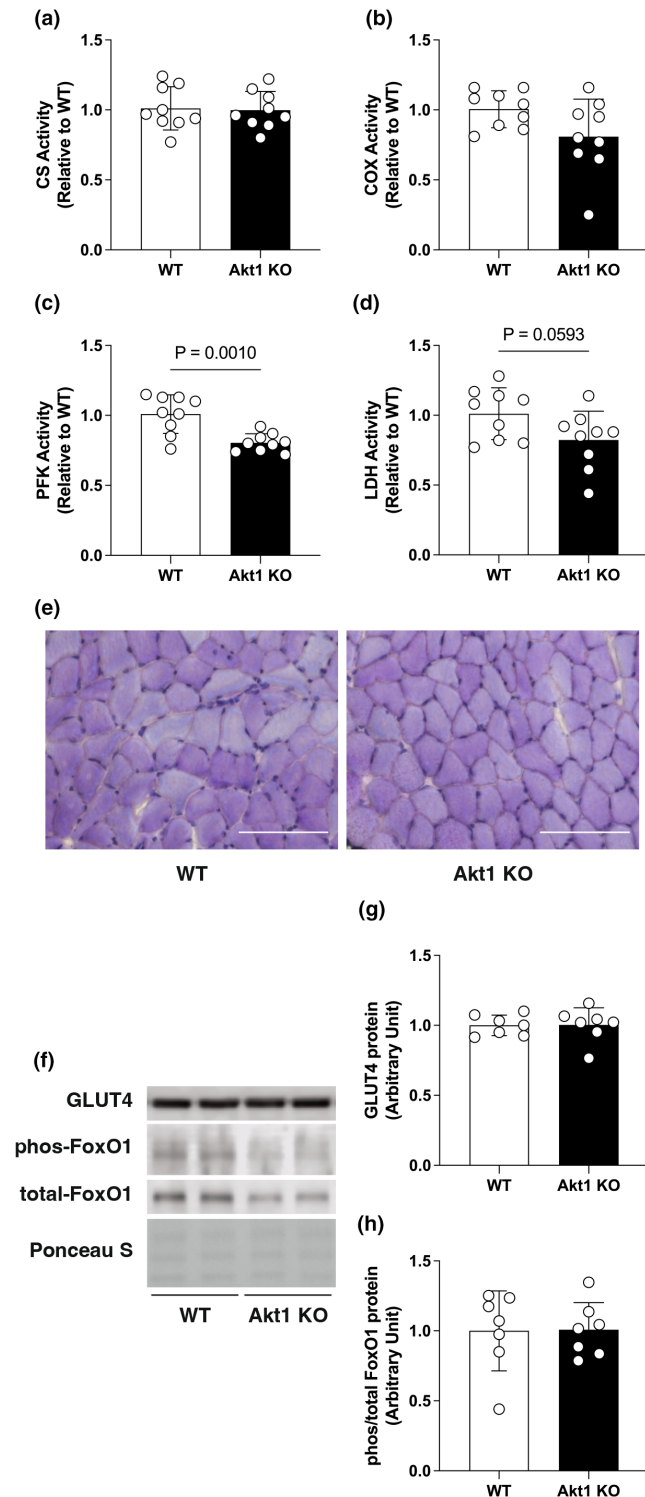 (a)
CS Activity
(Relative to WT)
1.5
1.0
0.5
0.0
WT
Akt1 KO
(b)
COX Activity
(Relative to WT)
1.5
1.0
0.5
0.0
WT
Akt1 KO
(c)
PFK Activity
(Relative to WT)
1.5
1.0
0.5
0.0
P = 0.0010
WT
Akt1 KO
(d)
LDH Activity
(Relative to WT)
1.5
1.0
0.5
0.0
P = 0.0593
WT
Akt1 KO
(e)
WT
Akt1 KO
(f)
GLUT4
phos-FoxO1
total-FoxO1
Ponceau S
WT
Akt1 KO
(g)
GLUT4 protein
(Arbitrary Unit)
1.5
1.0
0.5
0.0
WT
Akt1 KO
(h)
phos/total FoxO1 protein
(Arbitrary Unit)
1.5
1.0
0.5
0.0
WT
Akt1 KO